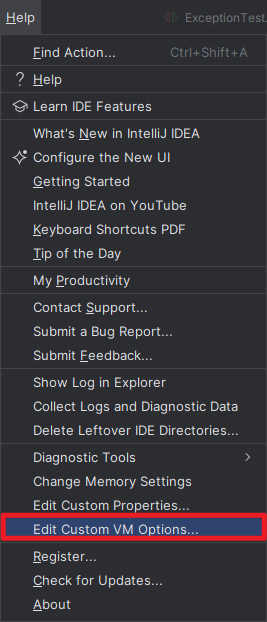 Help
ExceptionTest.
Find Action... Ctrl+Shift+A
? Help
Learn IDE Features
What's New in IntelliJ IDEA
Configure the New UI
Getting Started
IntelliJ IDEA on YouTube
Keyboard Shortcuts PDF
Tip of the Day
My Productivity
Contact Support...
Submit a Bug Report...
Submit Feedback...
Show Log in Explorer
Collect Logs and Diagnostic Data
Delete Leftover IDE Directories...
Diagnostic Tools
Change Memory Settings
Edit Custom Properties...
Edit Custom VM Options...
Register...
Check for Updates...
About